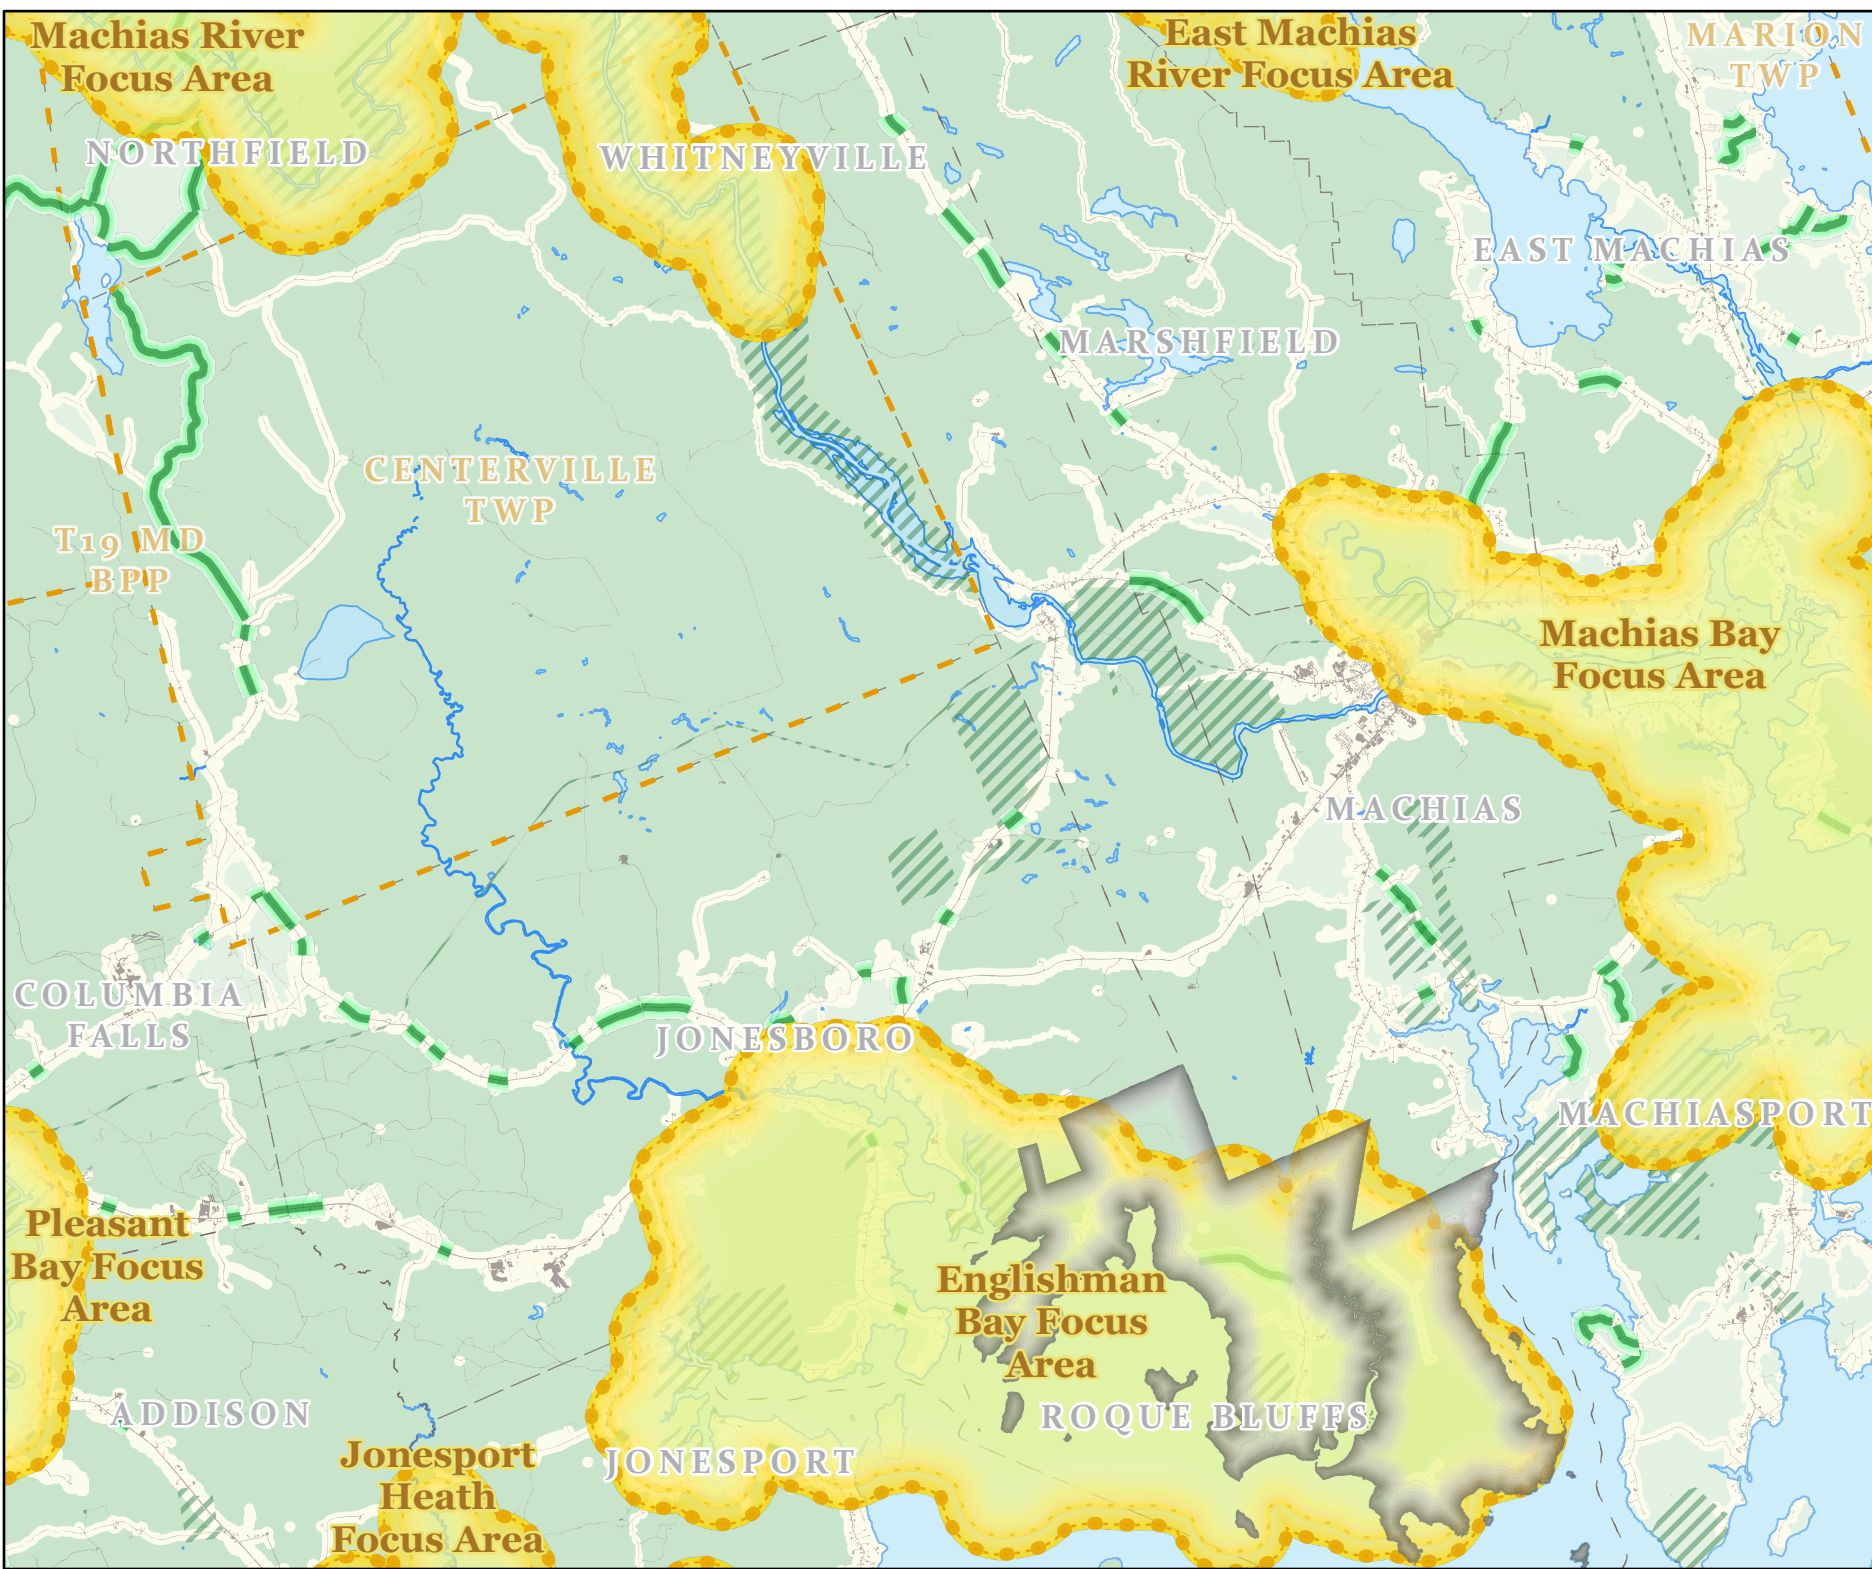 Machias River
Focus Area
East Machias
River Focus Area
MARION
TWP
NORTHFIELD
WHITNEYVILLE
EAST MACHIAS
MARSHFIELD
CENTERVILLE
TWP
T19 MD
BPP
Machias Bay
Focus Area
MACHIAS
COLUMBIA
FALLS
JONESBORO
MACHIASPORT
Pleasant
Bay Focus
Area
Englishman
Bay Focus
Area
ROQUE BLUFFS
ADDISON
JONESPORT
Jonesport
Heath
Focus Area